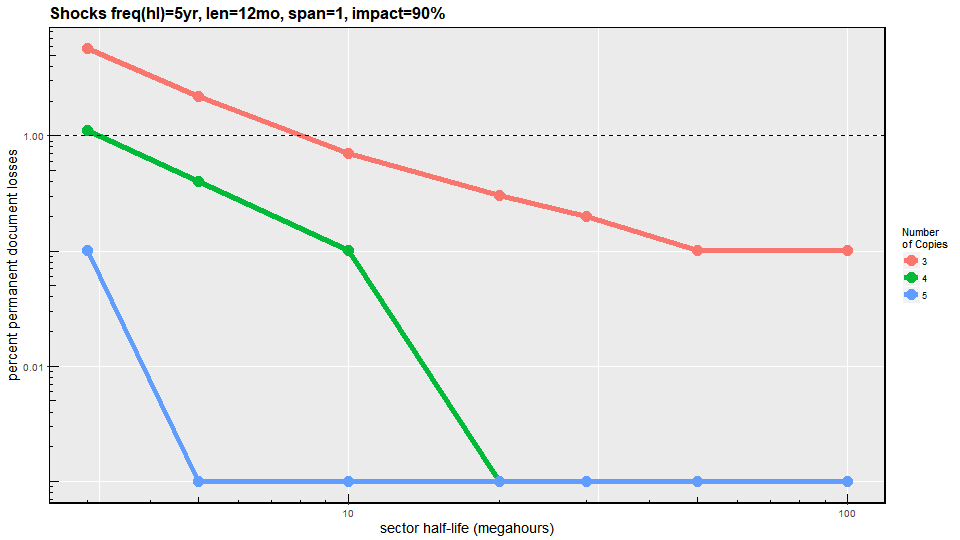 Shocks freq(hl)=5yr, len=12mo, span=1, impact=90%
percent permanent document losses
1.00
0.01
10
100
sector half-life (megahours)
Number
of Copies
3
4
5